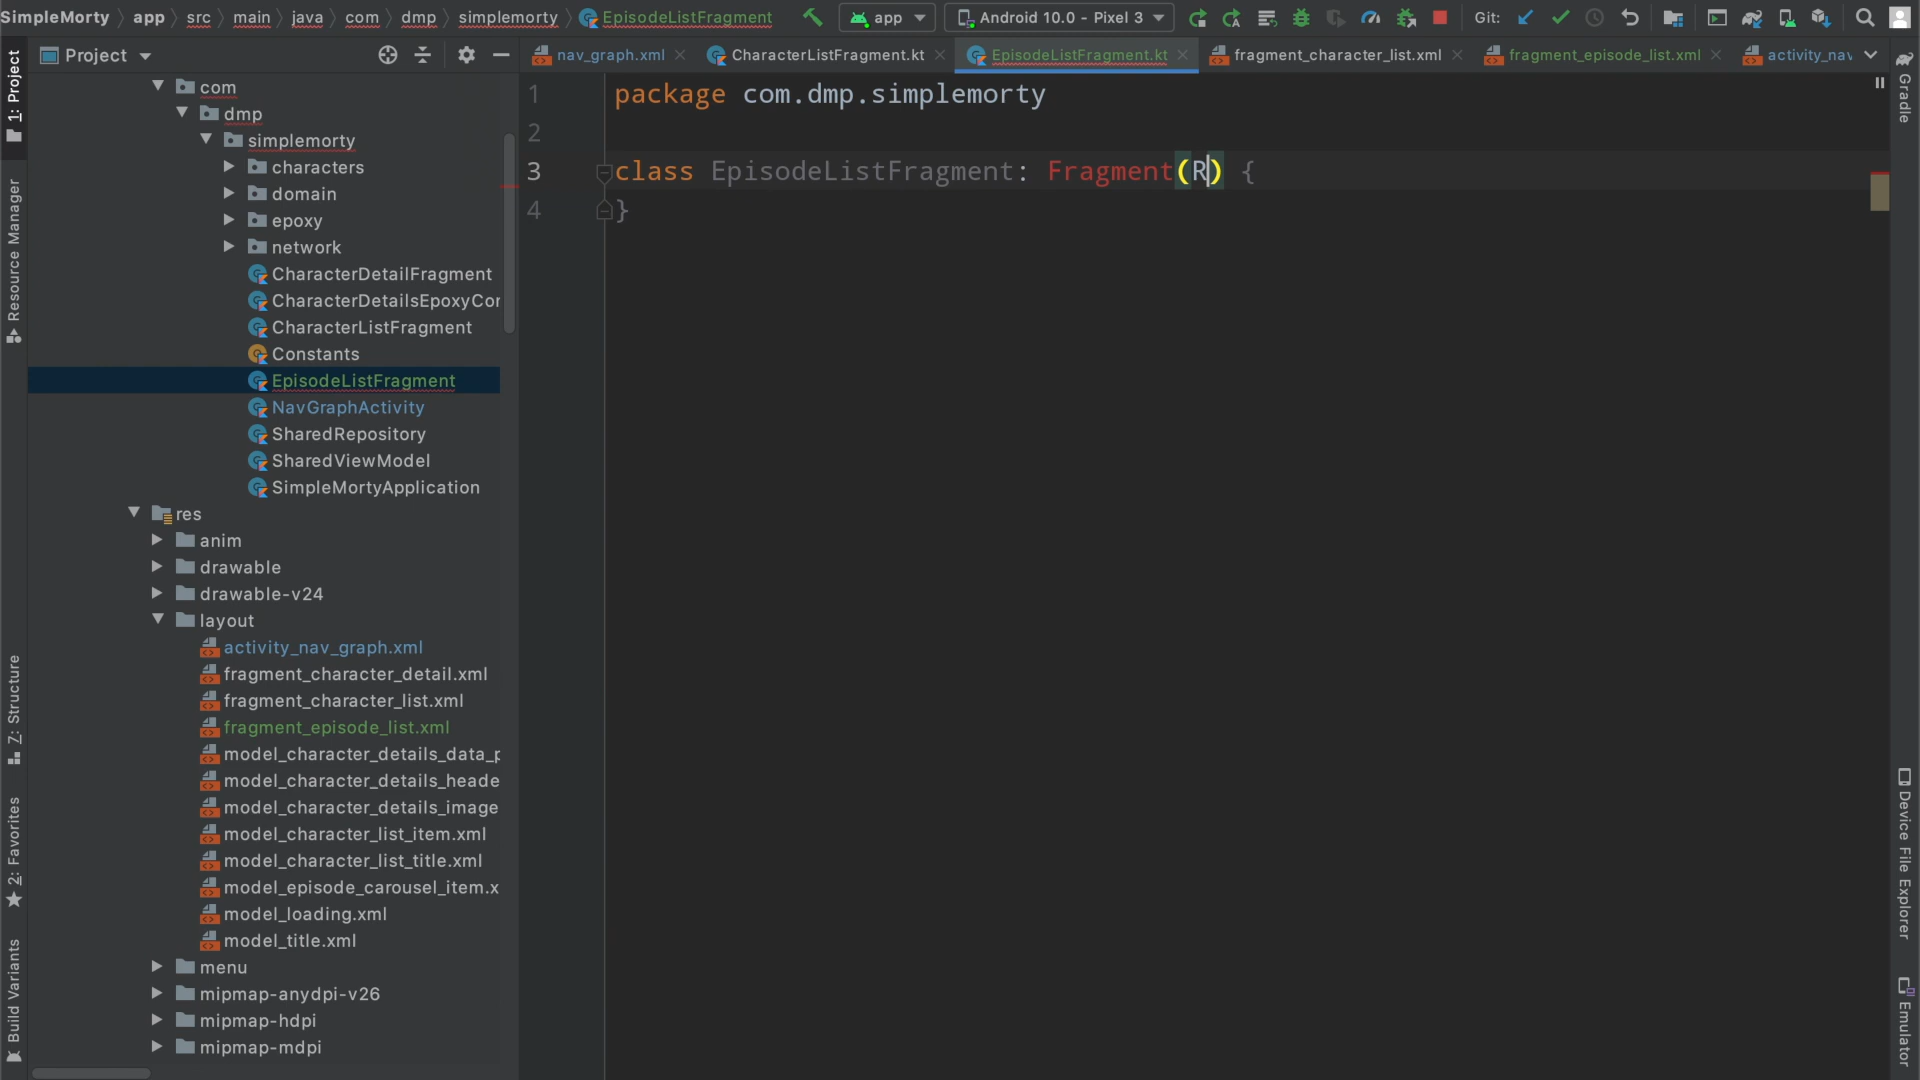 SimpleMorty app src main java com dmp simplemorty EpisodeListFragment app Android 10.0 - Pixel 3 Git:
Project
nav_graph.xml CharacterListFragment.kt EpisodeListFragment.kt fragment_character_list.xml fragment_episode_list.xml activity_nav
1: Project
Resource Manager
Z: Structure
2: Favorites
Build Variants
com
dmp
simplemorty
characters
domain
epoxy
network
CharacterDetailFragment
CharacterDetailsEpoxyCor
CharacterListFragment
Constants
EpisodeListFragment
NavGraphActivity
SharedRepository
SharedViewModel
SimpleMortyApplication
res
anim
drawable
drawable-v24
layout
activity_nav_graph.xml
fragment_character_detail.xml
fragment_character_list.xml
fragment_episode_list.xml
model_character_details_data_p
model_character_details_heade
model_character_details_image
model_character_list_item.xml
model_character_list_title.xml
model_episode_carousel_item.x
model_loading.xml
model_title.xml
menu
mipmap-anydpi-v26
mipmap-hdpi
mipmap-mdpi
1 package com.dmp.simplemorty
2
3 class EpisodeListFragment: Fragment(R) {
4 }
Gradle
Device File Explorer
Emulator